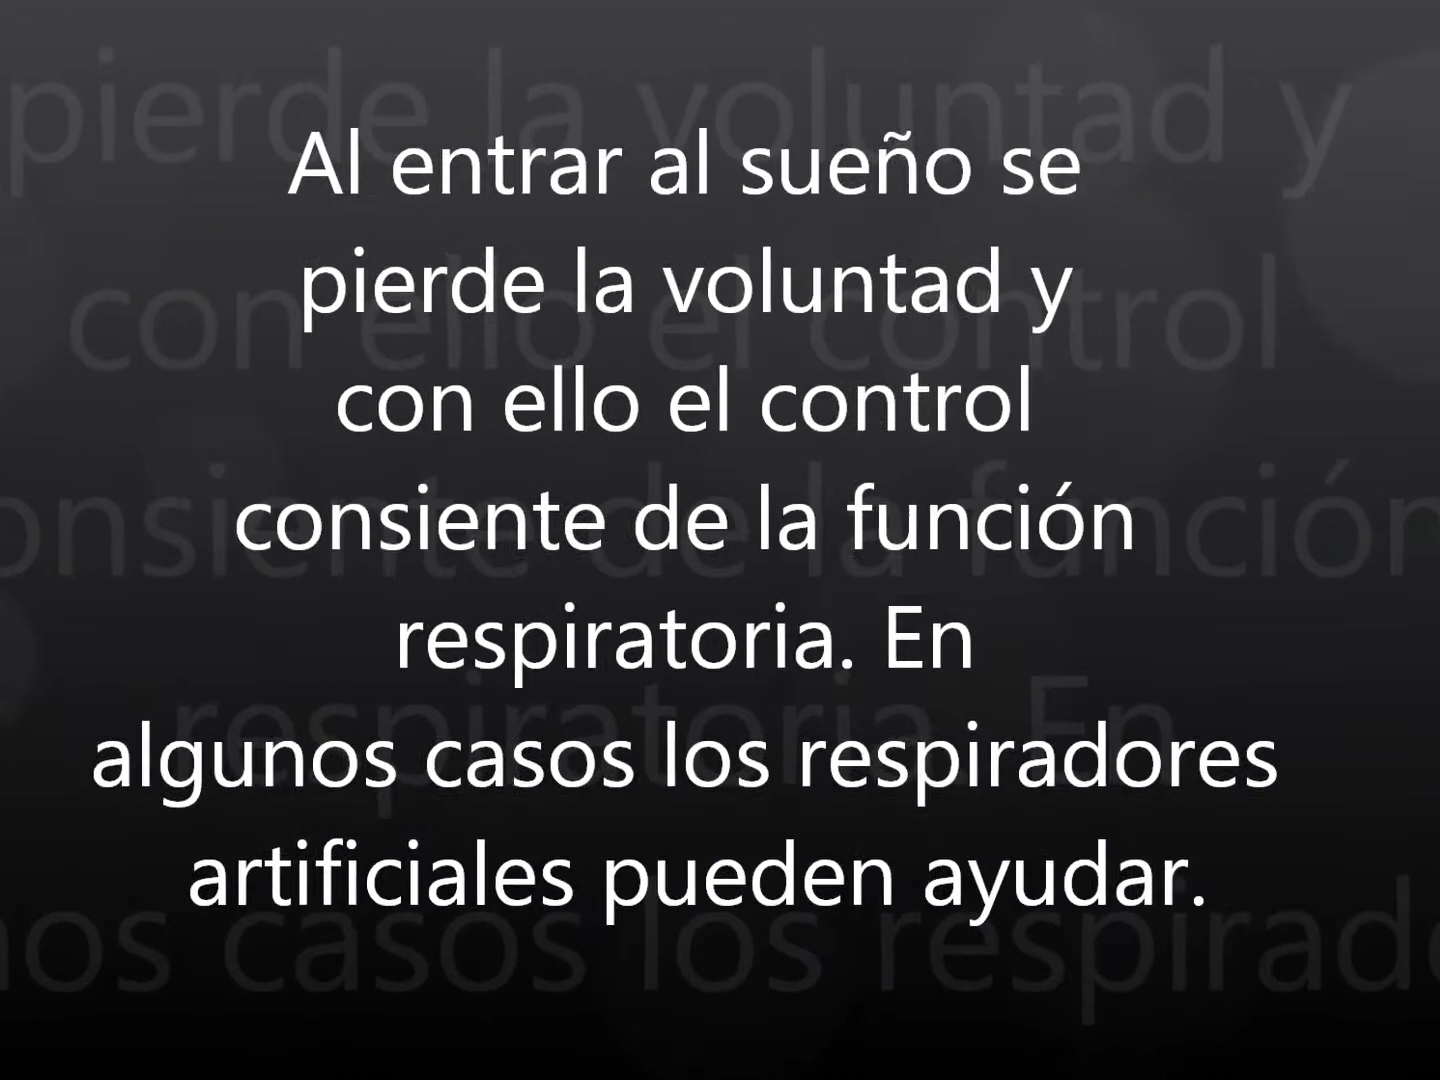 Al entrar al sueño se
pierde la voluntad y
con ello el control
consiente de la función
respiratoria. En
algunos casos los respiradores
artificiales pueden ayudar.